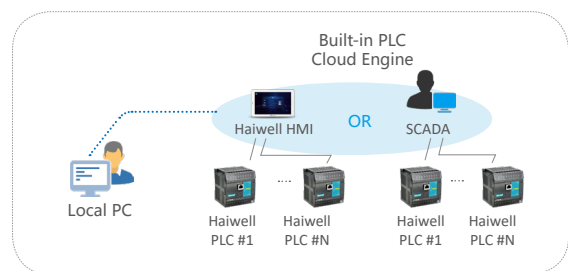 Built-in PLC
Cloud Engine
Haiwell HMI
OR
SCADA
Local PC
Haiwell
PLC #1
Haiwell
PLC #N
Haiwell
PLC #1
Haiwell
PLC #N